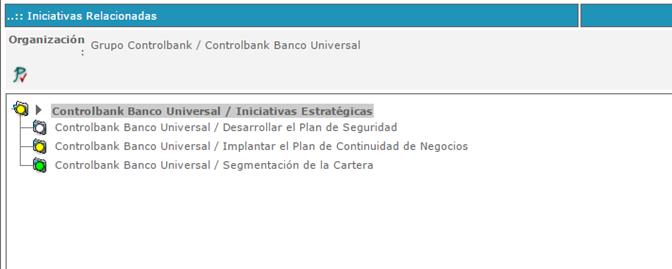 ..:: Iniciativas Relacionadas
Organización : Grupo Controlbank / Controlbank Banco Universal
Controlbank Banco Universal / Iniciativas Estratégicas
Controlbank Banco Universal / Desarrollar el Plan de Seguridad
Controlbank Banco Universal / Implantar el Plan de Continuidad de Negocios
Controlbank Banco Universal / Segmentación de la Cartera